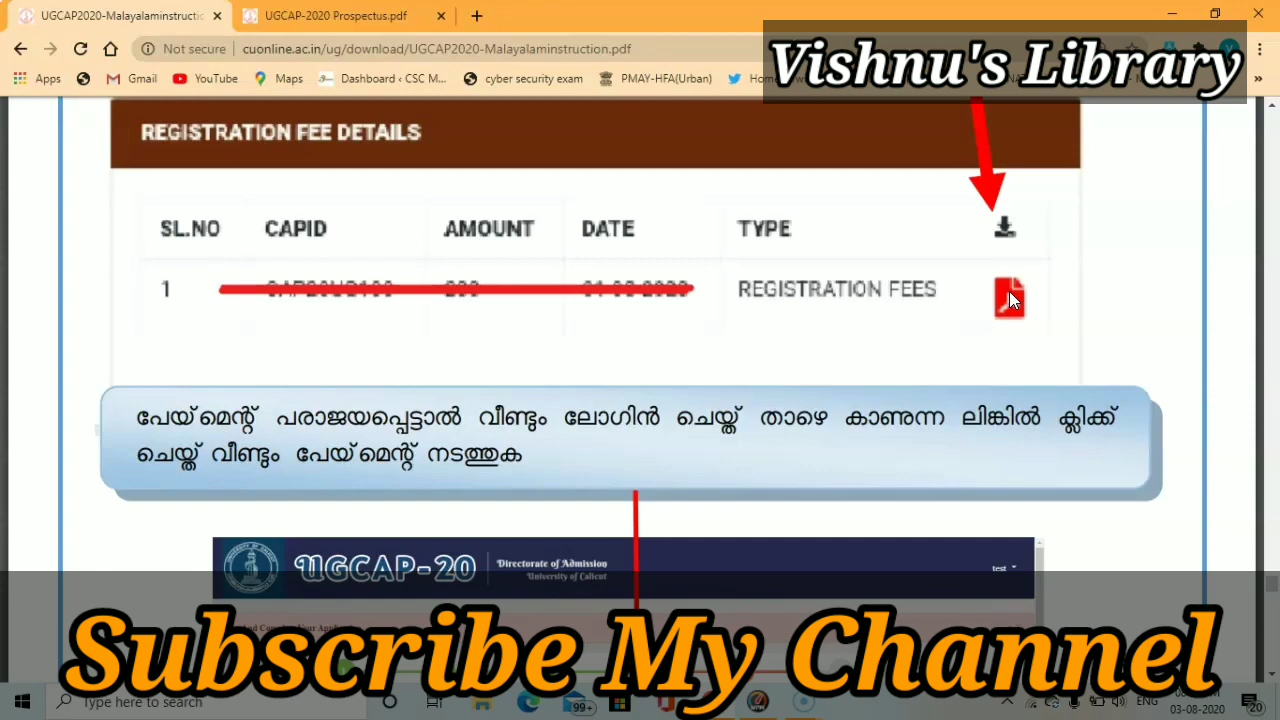 UGCAP2020-Malayalaminstructic
UGCAP-2020 Prospectus.pdf
Not secure
cuonline.ac.in/ug/download/UGCAP2020-Malayalaminstruction.pdf
Apps
Gmail
YouTube
Maps
Dashboard ‹ CSC M...
cyber security exam
PMAY-HFA(Urban)
Vishnu's Library
REGISTRATION FEE DETAILS
SL.NO CAPID AMOUNT DATE TYPE
1 REGISTRATION FEES
പേയ്മെന്റ് പരാജയപ്പെട്ടാൽ വീണ്ടും ലോഗിൻ ചെയ്ത് താഴെ കാണുന്ന ലിങ്കിൽ ക്ലിക്ക്
ചെയ്ത് വീണ്ടും പേയ്മെന്റ് നടത്തുക
UGCAP-20
Directorate of Admission
University of Calicut
test
Subscribe My Channel
Type here to search
99+
ENG
03-08-2020
20